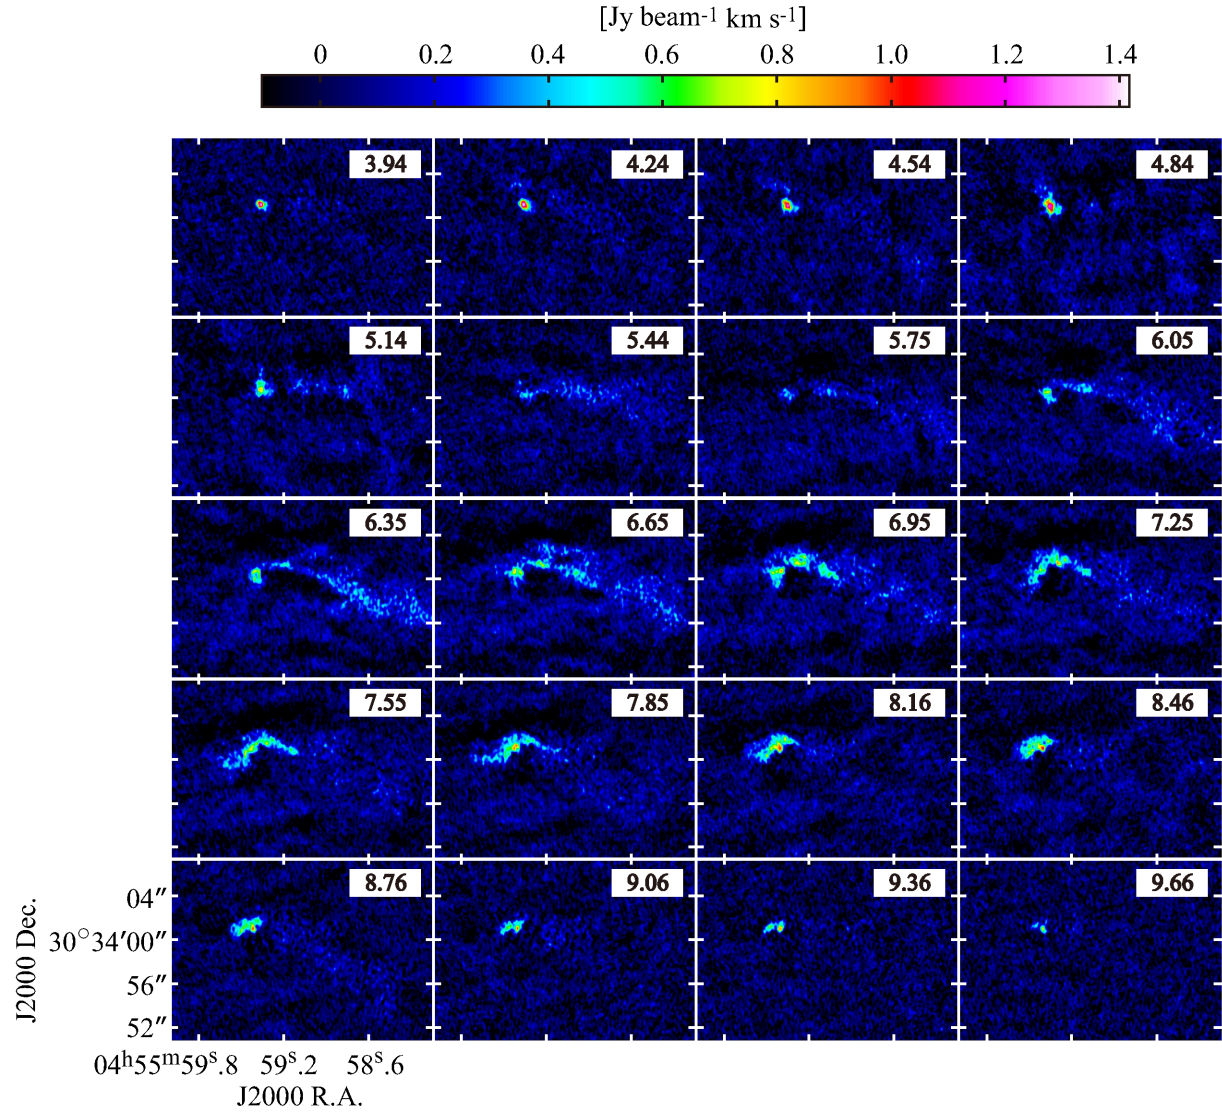 [Jy beam-1 km s-1]
0 0.2 0.4 0.6 0.8 1.0 1.2 1.4
3.94 4.24 4.54 4.84
5.14 5.44 5.75 6.05
6.35 6.65 6.95 7.25
7.55 7.85 8.16 8.46
8.76 9.06 9.36 9.66
04″
30°34′00″
56″
52″
J2000 Dec.
04h55m59s.8 59s.2 58s.6
J2000 R.A.